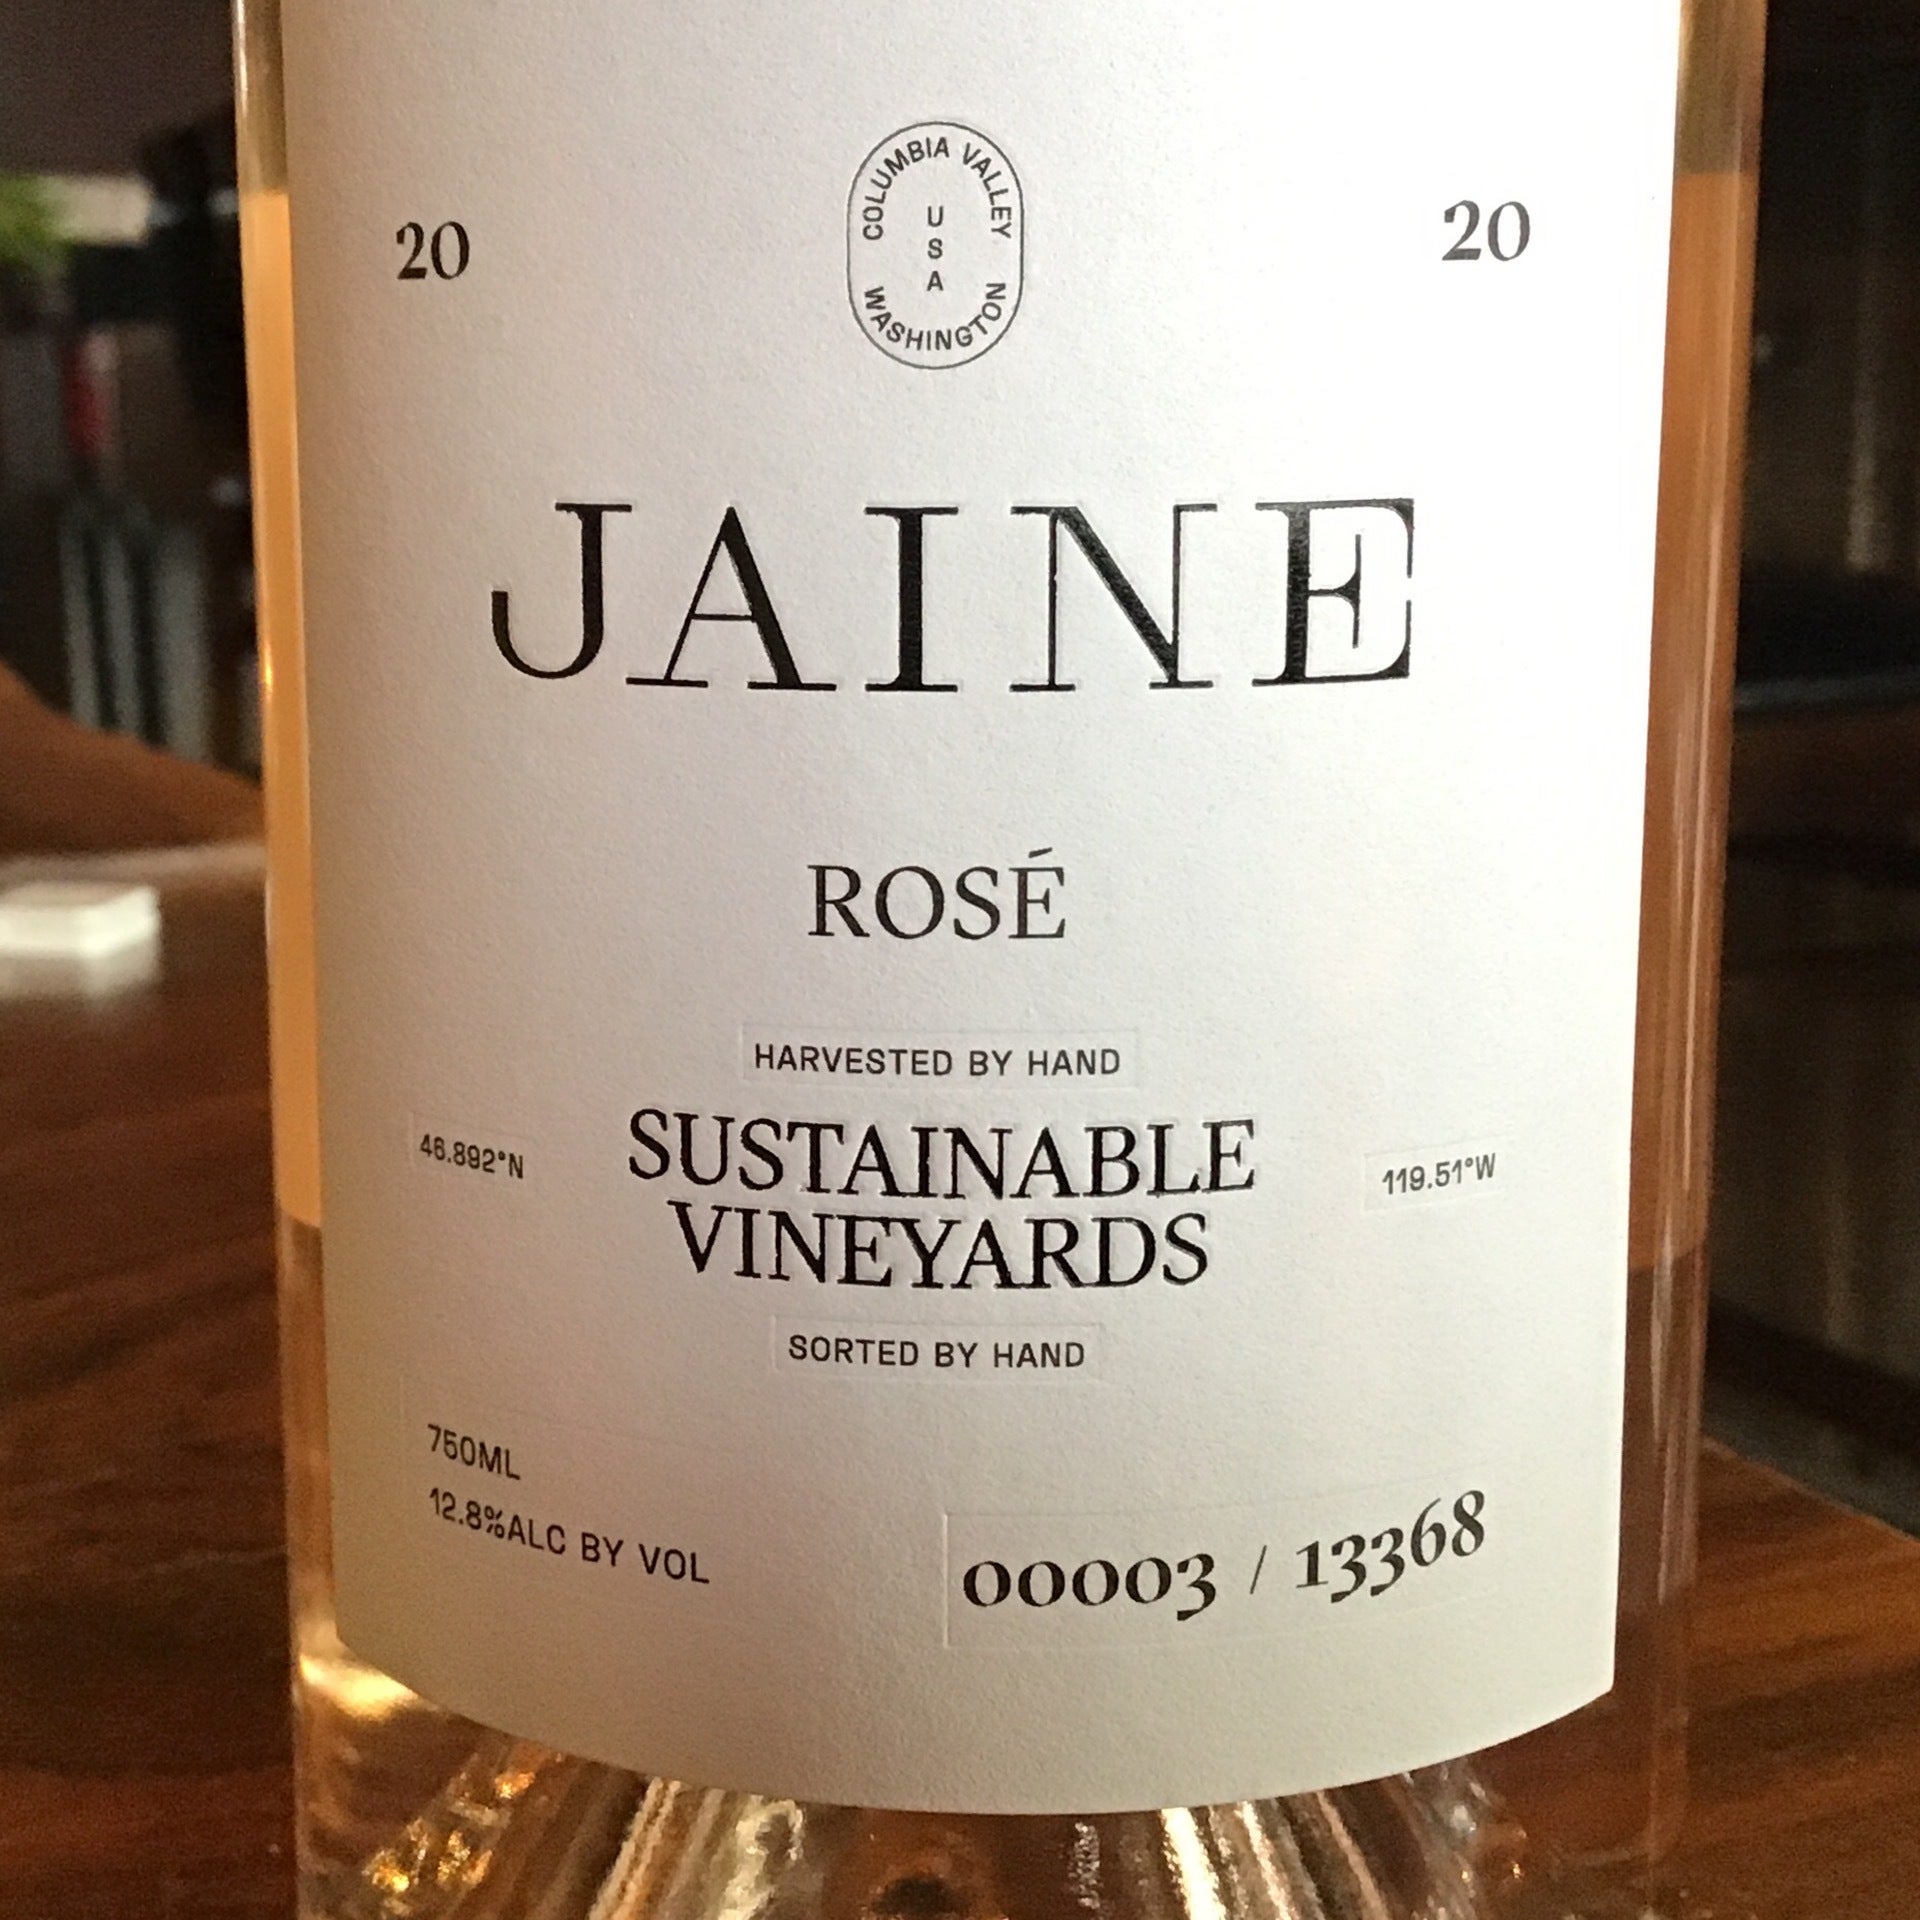 20
COLUMBIA VALLEY
USA
WASHINGTON
20
JAINE
ROSÉ
HARVESTED BY HAND
46.892°N
SUSTAINABLE
VINEYARDS
119.51°W
SORTED BY HAND
750ML
12.8%ALC BY VOL
00003 / 13368